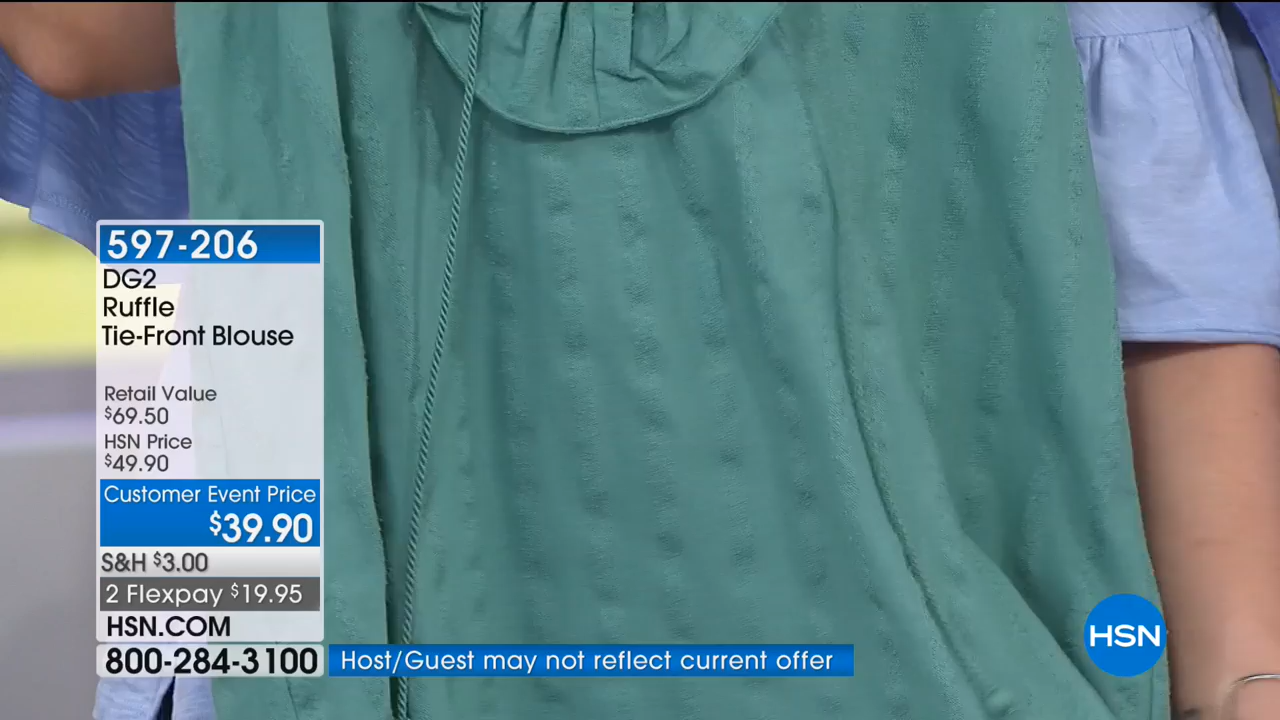 597-206
DG2
Ruffle
Tie-Front Blouse
Retail Value
$69.50
HSN Price
$49.90
Customer Event Price
$39.90
S&H $3.00
2 Flexpay $19.95
HSN.COM
800-284-3100
Host/Guest may not reflect current offer
HSN